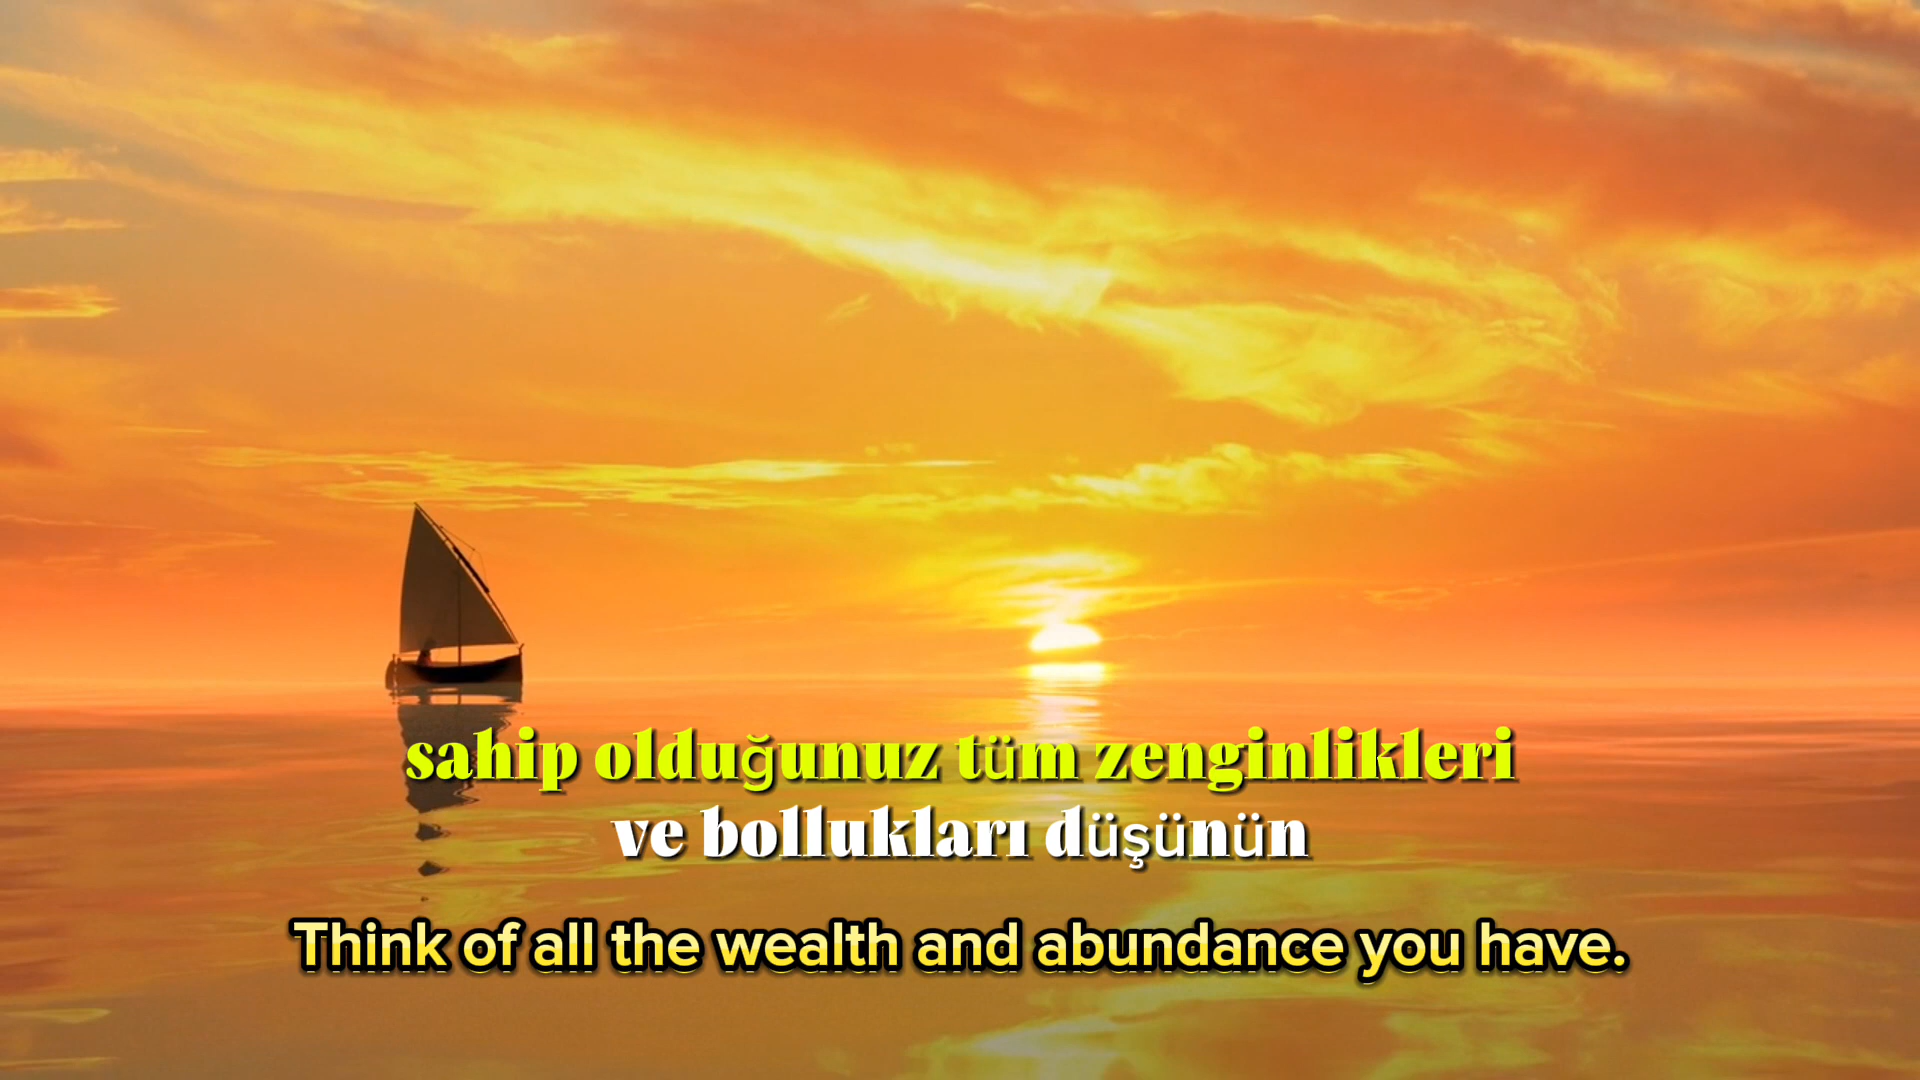 sahip olduğunuz tüm zenginlikleri
ve bollukları düşünün
Think of all the wealth and abundance you have.